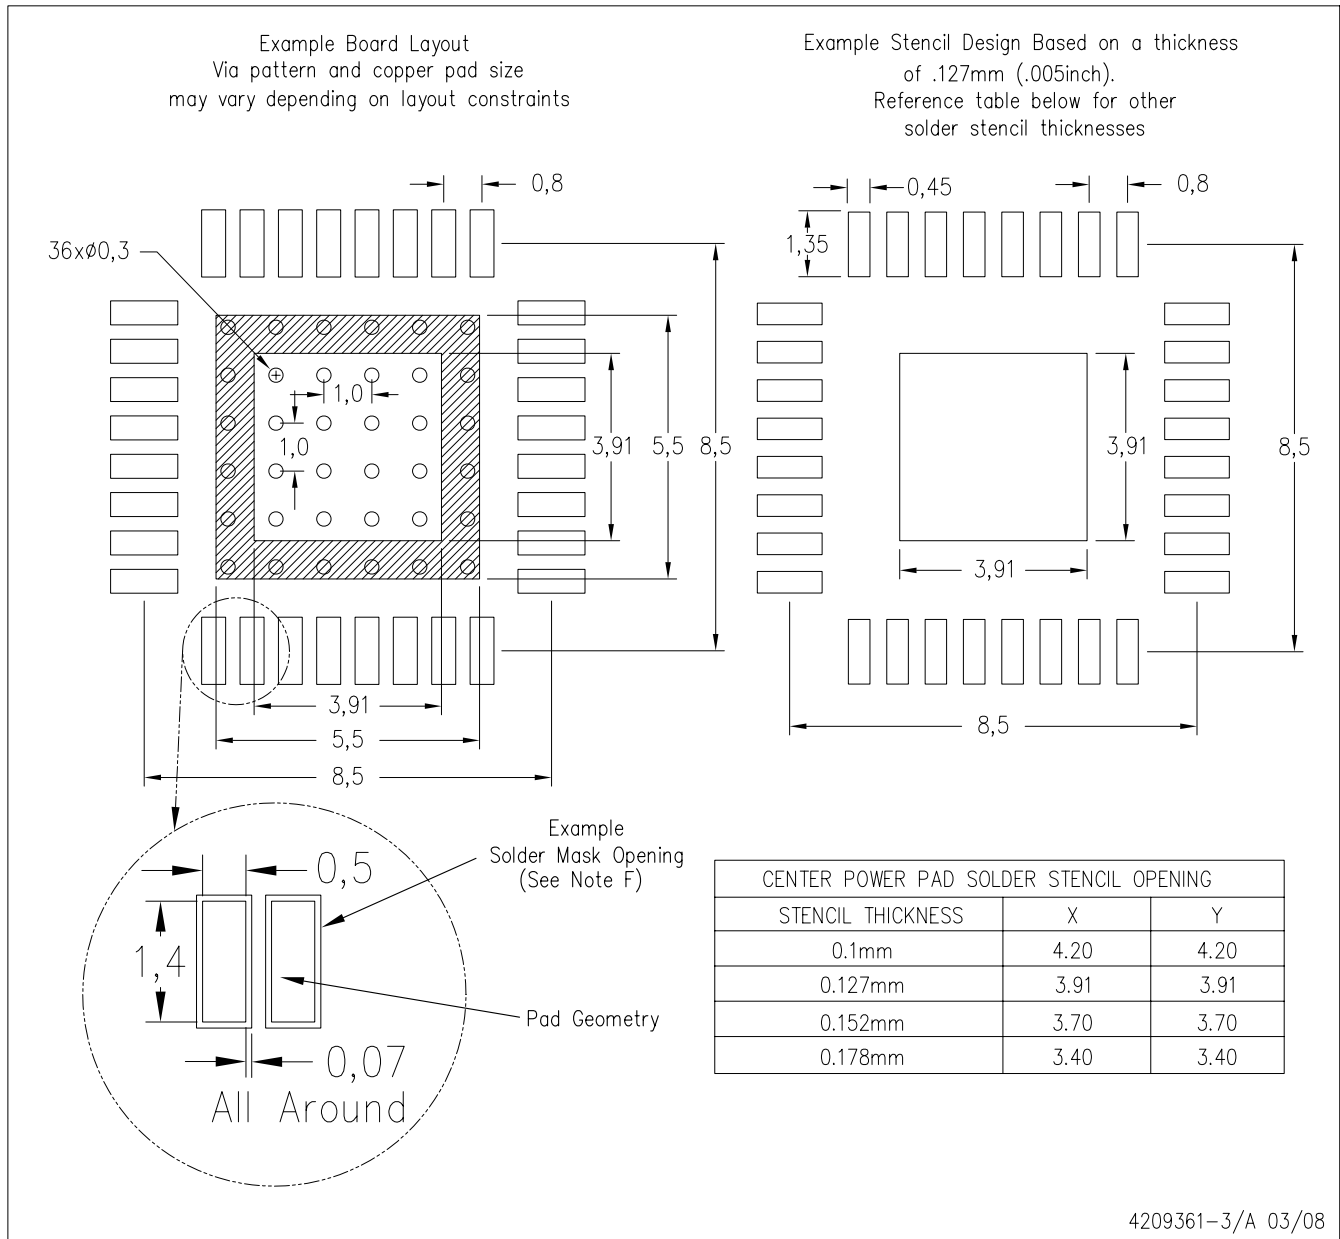 Example Board Layout
Via pattern and copper pad size
may vary depending on layout constraints
Example Stencil Design Based on a thickness
of .127mm (.005inch).
Reference table below for other
solder stencil thicknesses
0,8
36xø0,3
1,0
1,0
3,91
5,5
8,5
3,91
5,5
8,5
0,45
0,8
1,35
3,91
8,5
3,91
8,5
0,5
1,4
0,07
All Around
Example
Solder Mask Opening
(See Note F)
Pad Geometry
CENTER POWER PAD SOLDER STENCIL OPENING
STENCIL THICKNESS X Y
0.1mm 4.20 4.20
0.127mm 3.91 3.91
0.152mm 3.70 3.70
0.178mm 3.40 3.40
4209361-3/A 03/08